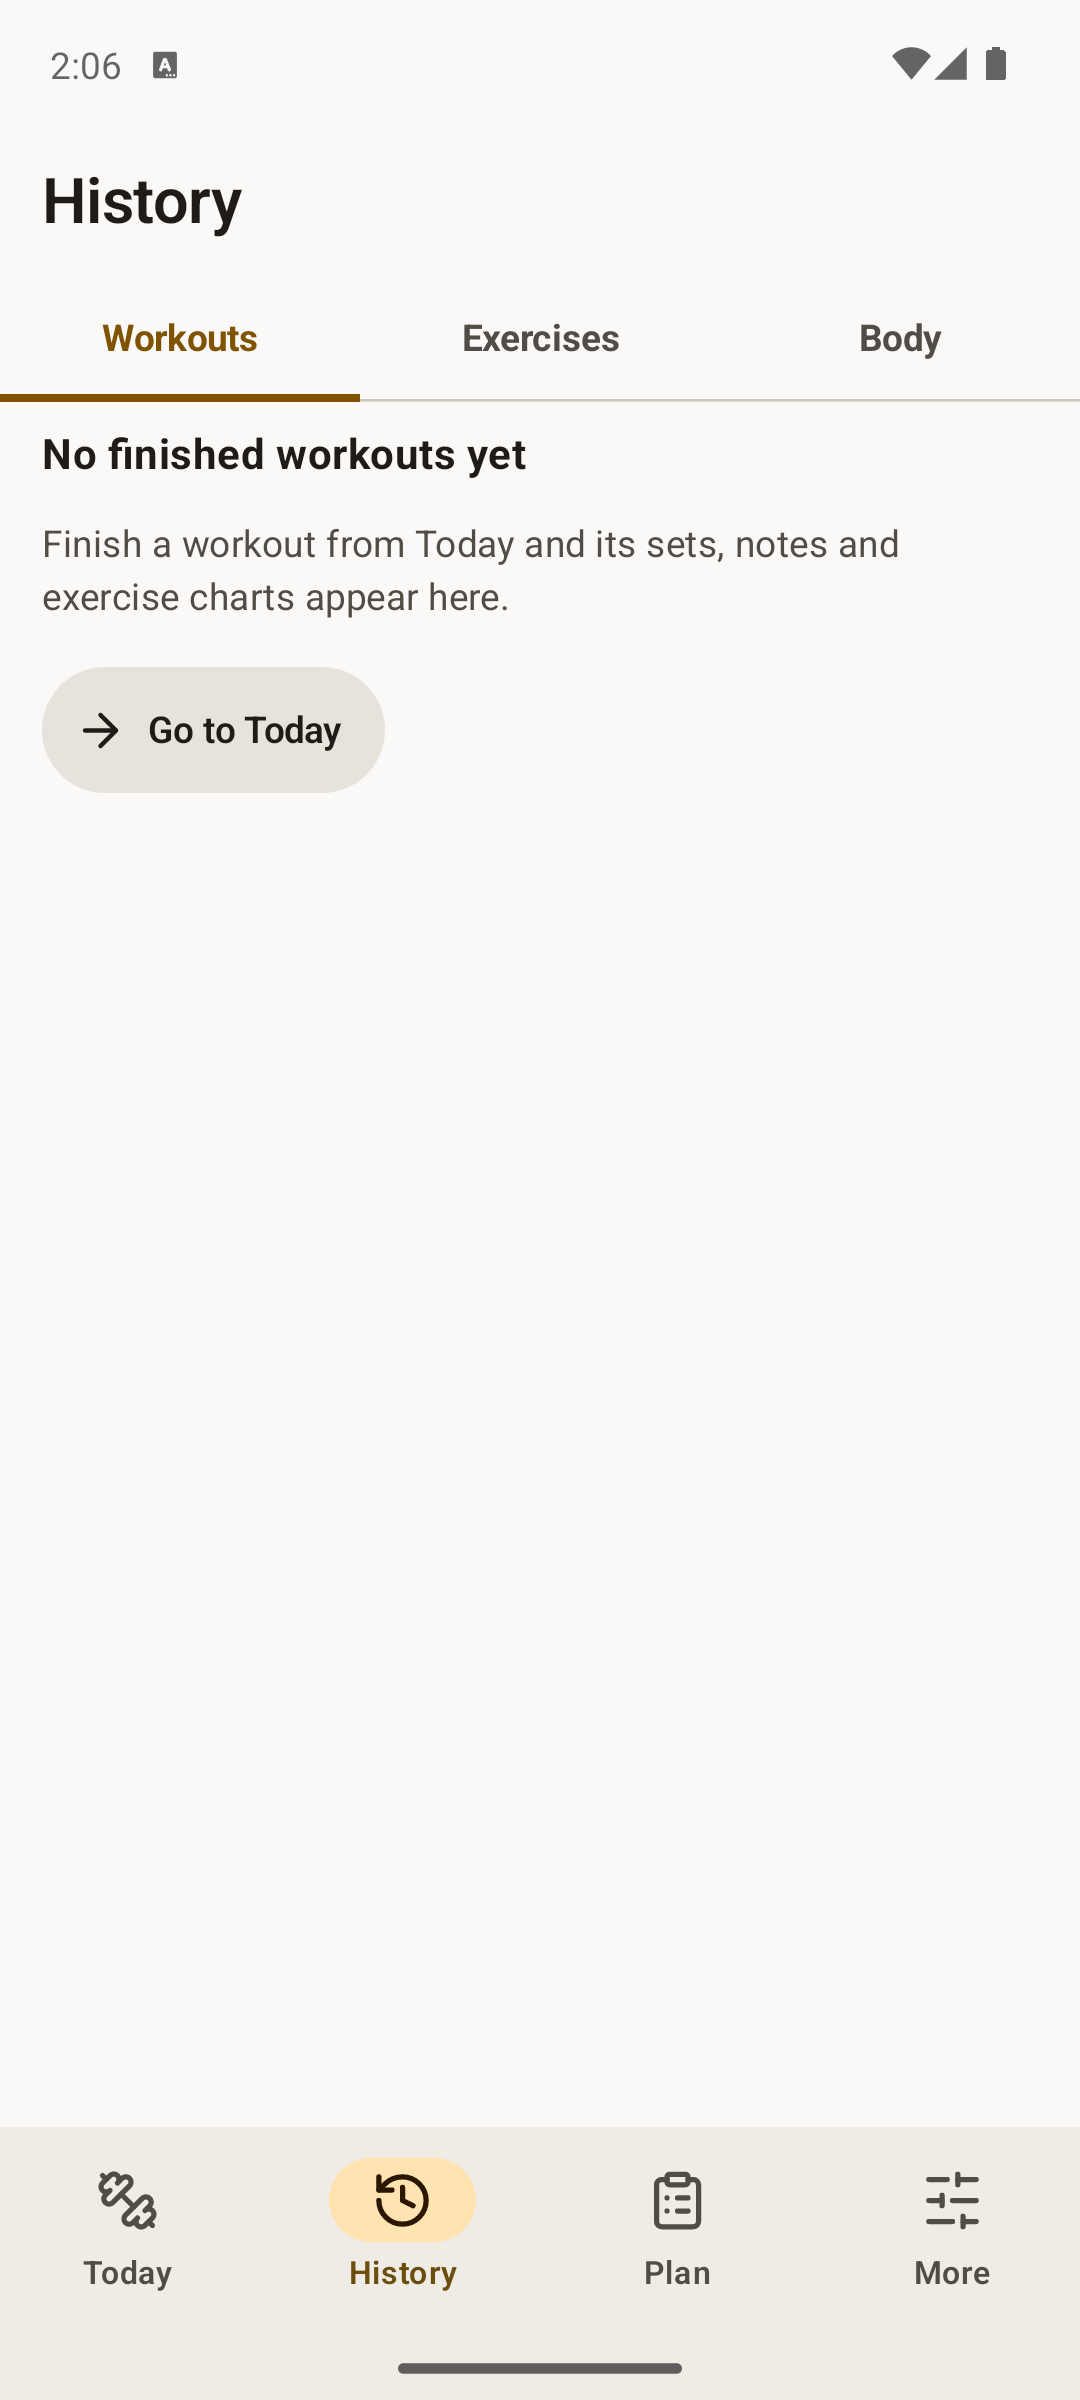 2:06
History
Workouts
Exercises
Body
No finished workouts yet
Finish a workout from Today and its sets, notes and
exercise charts appear here.
Go to Today
Today
History
Plan
More